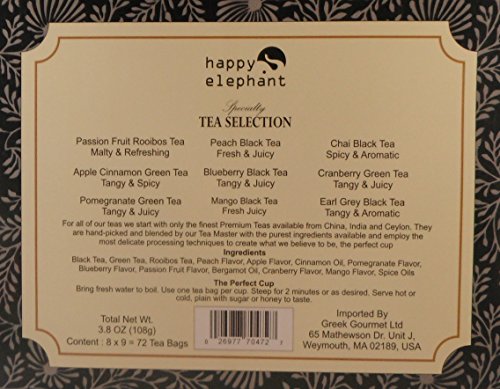 happy
elephant
Specialty
TEA SELECTION
Passion Fruit Rooibos Tea
Malty & Refreshing
Peach Black Tea
Fresh & Juicy
Chai Black Tea
Spicy & Aromatic
Apple Cinnamon Green Tea
Tangy & Spicy
Blueberry Black Tea
Tangy & Juicy
Cranberry Green Tea
Tangy & Juicy
Pomegranate Green Tea
Tangy & Juicy
Mango Black Tea
Fresh Juicy
Earl Grey Black Tea
Tangy & Aromatic
For all of our teas we start with only the finest Premium Teas available from China, India and Ceylon. They
are hand-picked and blended by our Tea Master with the purest ingredients available and employ the
most delicate processing techniques to create what we believe to be, the perfect cup
Ingredients
Black Tea, Green Tea, Rooibos Tea, Peach Flavor, Apple Flavor, Cinnamon Oil, Pomegranate Flavor,
Blueberry Flavor, Passion Fruit Flavor, Bergamot Oil, Cranberry Flavor, Mango Flavor, Spice Oils
The Perfect Cup
Bring fresh water to boil. Use one tea bag per cup. Steep for 2 minutes or as desired. Serve hot or
cold, plain with sugar or honey to taste.
Total Net Wt.
3.8 OZ (108g)
Content : 8 x 9 = 72 Tea Bags
0 26977 70472 7
Imported By
Greek Gourmet Ltd
65 Mathewson Dr. Unit J,
Weymouth, MA 02189, USA